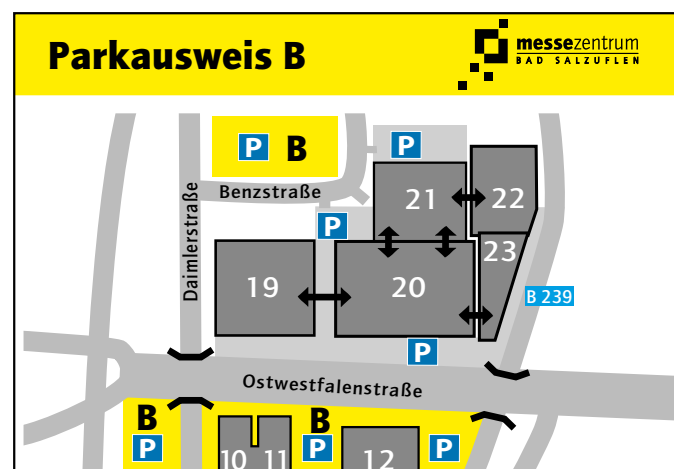 Parkausweis B
messezentrum
BAD SALZUFLEN
P B
P
Benzstraße
21
22
Daimlerstraße
P
23
19
20
B 239
P
Ostwestfalenstraße
B
B
P
P
P
10
11
12